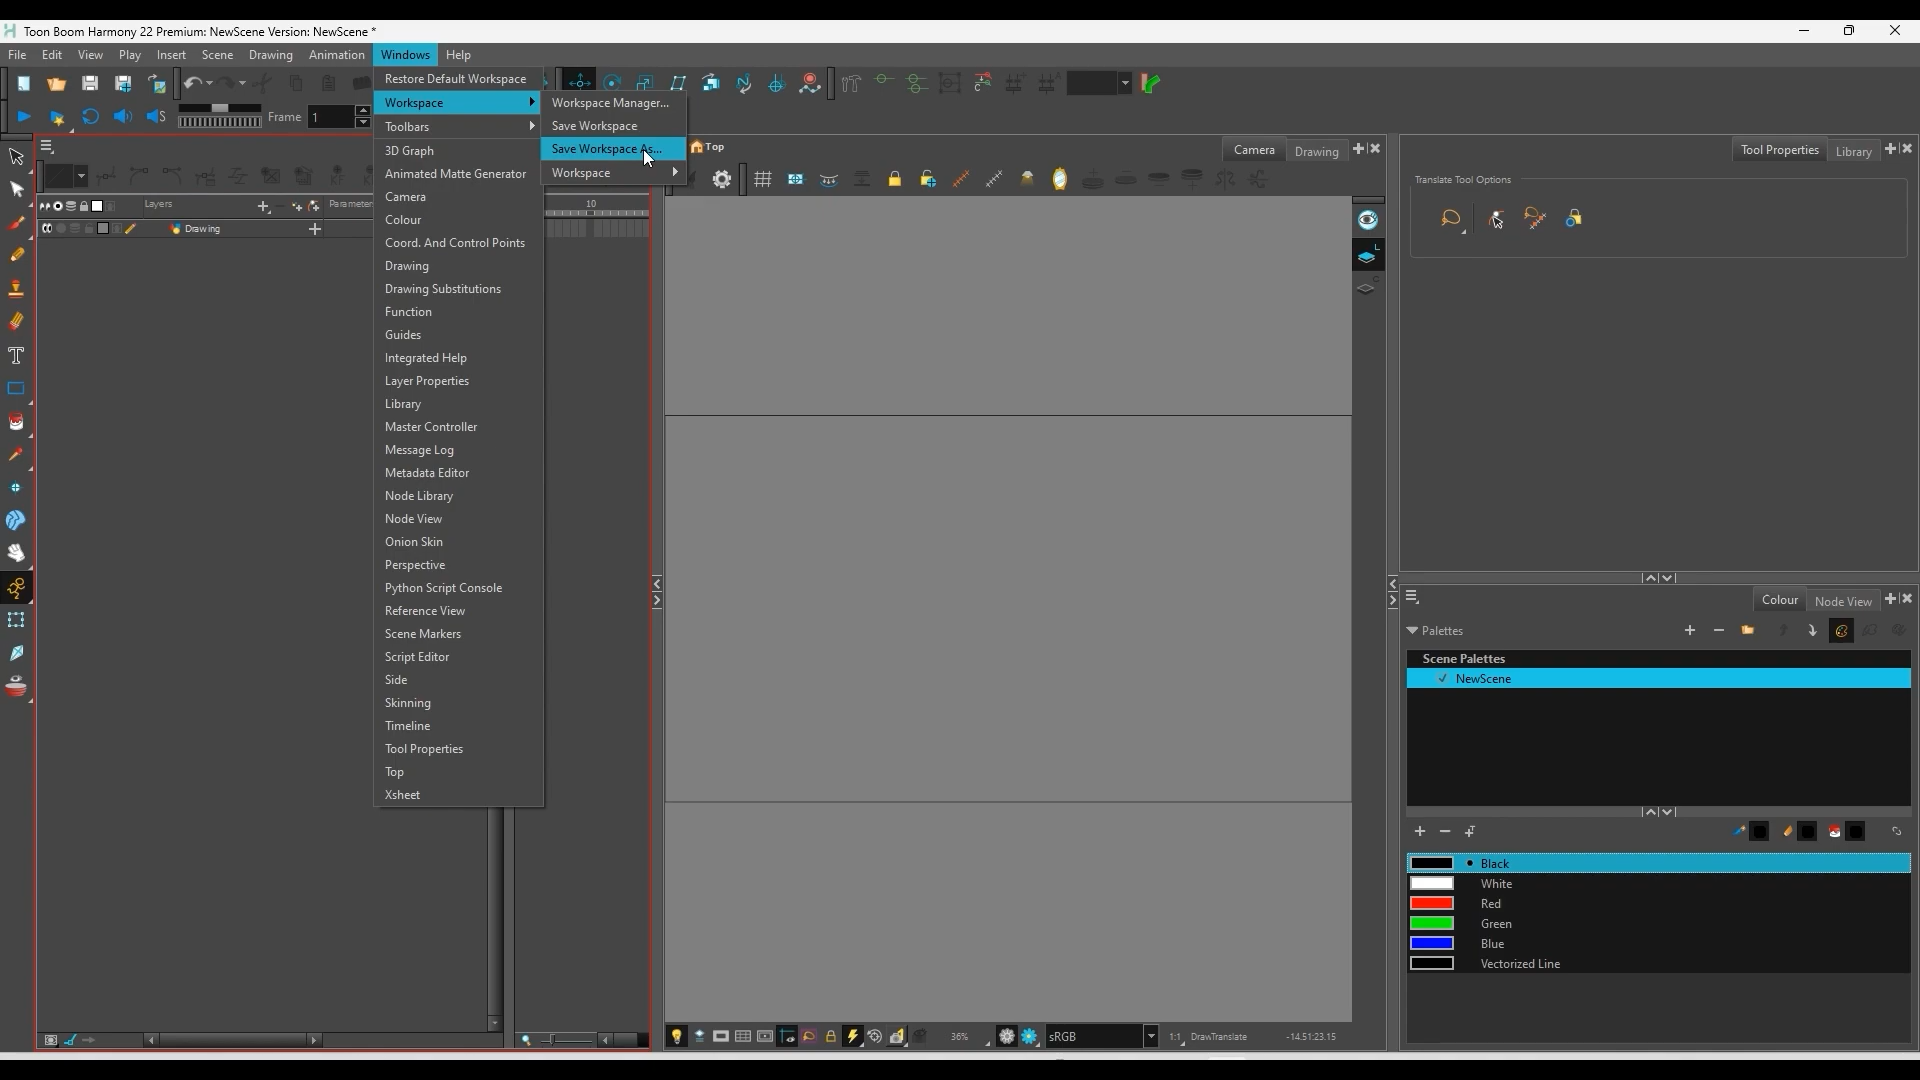 Toon Boom Harmony 22 Premium: NewScene Version: NewScene *
File Edit View Play Insert Scene Drawing Animation Windows Help
Restore Default Workspace
Workspace
Toolbars
3D Graph
Animated Matte Generator
Camera
Colour
Coord. And Control Points
Drawing
Drawing Substitutions
Function
Guides
Integrated Help
Layer Properties
Library
Master Controller
Message Log
Metadata Editor
Node Library
Node View
Onion Skin
Perspective
Python Script Console
Reference View
Scene Markers
Script Editor
Side
Skinning
Timeline
Tool Properties
Top
Xsheet
Workspace Manager...
Save Workspace
Save Workspace As...
Workspace
Frame 1
Layers
Parameter
Drawing
10
Top
Camera
Drawing
36%
sRGB
1:1
DrawTranslate
-14.51:23.15
Tool Properties
Library
Translate Tool Options
Colour
Node View
Palettes
Scene Palettes
NewScene
Black
White
Red
Green
Blue
Vectorized Line